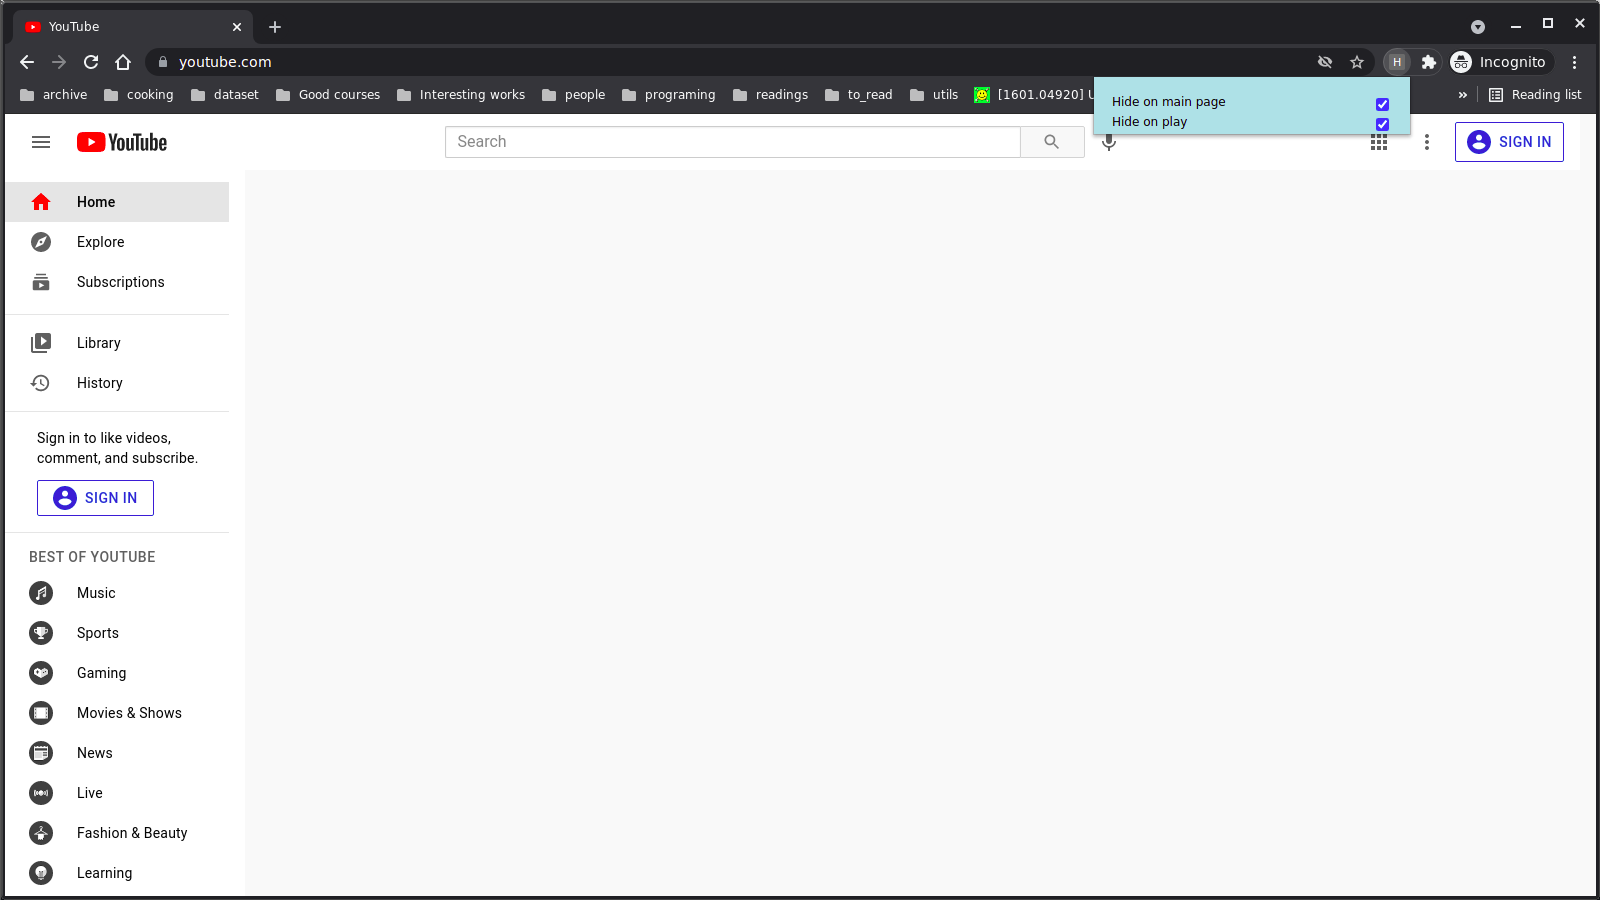 YouTube
youtube.com
H
Incognito
archive
cooking
dataset
Good courses
Interesting works
people
programing
readings
to_read
utils
[1601.04920] U
»
Reading list
Hide on main page
Hide on play
YouTube
Search
SIGN IN
Home
Explore
Subscriptions
Library
History
Sign in to like videos,
comment, and subscribe.
SIGN IN
BEST OF YOUTUBE
Music
Sports
Gaming
Movies & Shows
News
Live
Fashion & Beauty
Learning